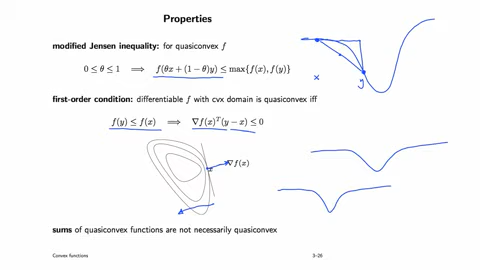 Properties
modified Jensen inequality: for quasiconvex f
0 ≤ θ ≤ 1 ⟹ f(θx + (1 − θ)y) ≤ max{f(x), f(y)}
x y
first-order condition: differentiable f with cvx domain is quasiconvex iff
f(y) ≤ f(x) ⟹ ∇f(x)ᵀ(y − x) ≤ 0
x ∇f(x)
sums of quasiconvex functions are not necessarily quasiconvex
Convex functions 3–26